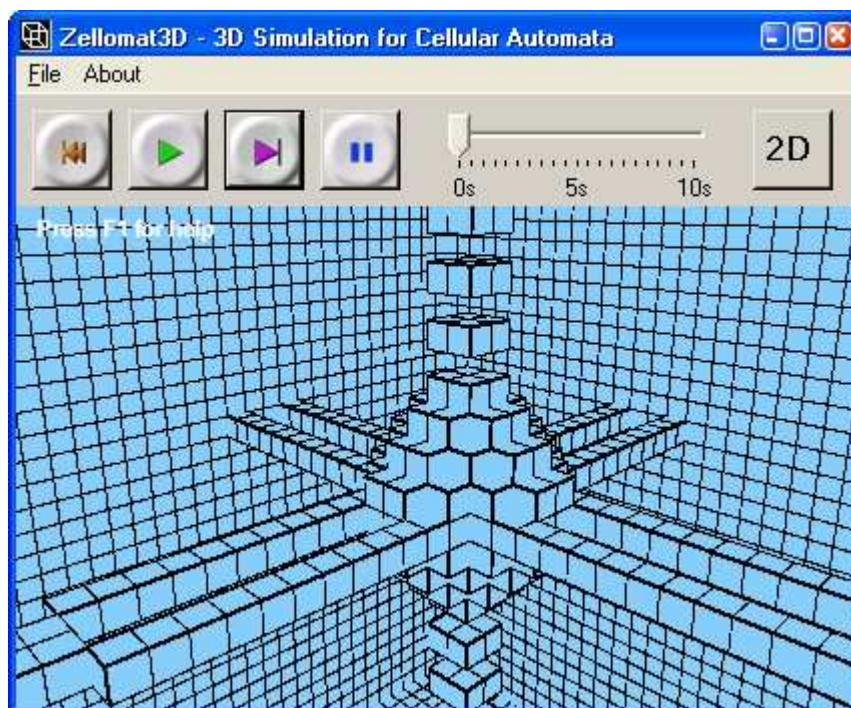 Zellomat3D - 3D Simulation for Cellular Automata
File About
2D
0s 5s 10s
Press F1 for help